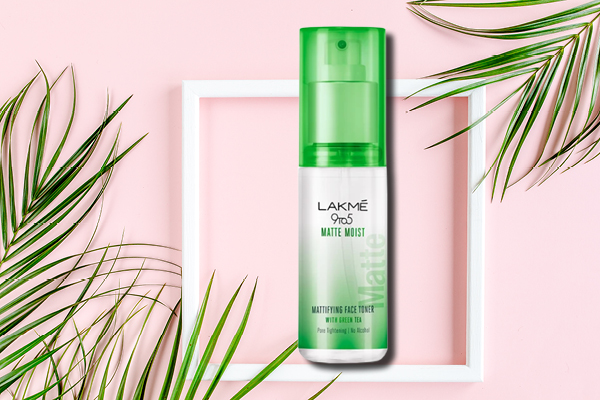 LAKMÉ
9to5
MATTE MOIST
Matte
MATTIFYING FACE TONER
WITH GREEN TEA
Pore Tightening | No Alcohol